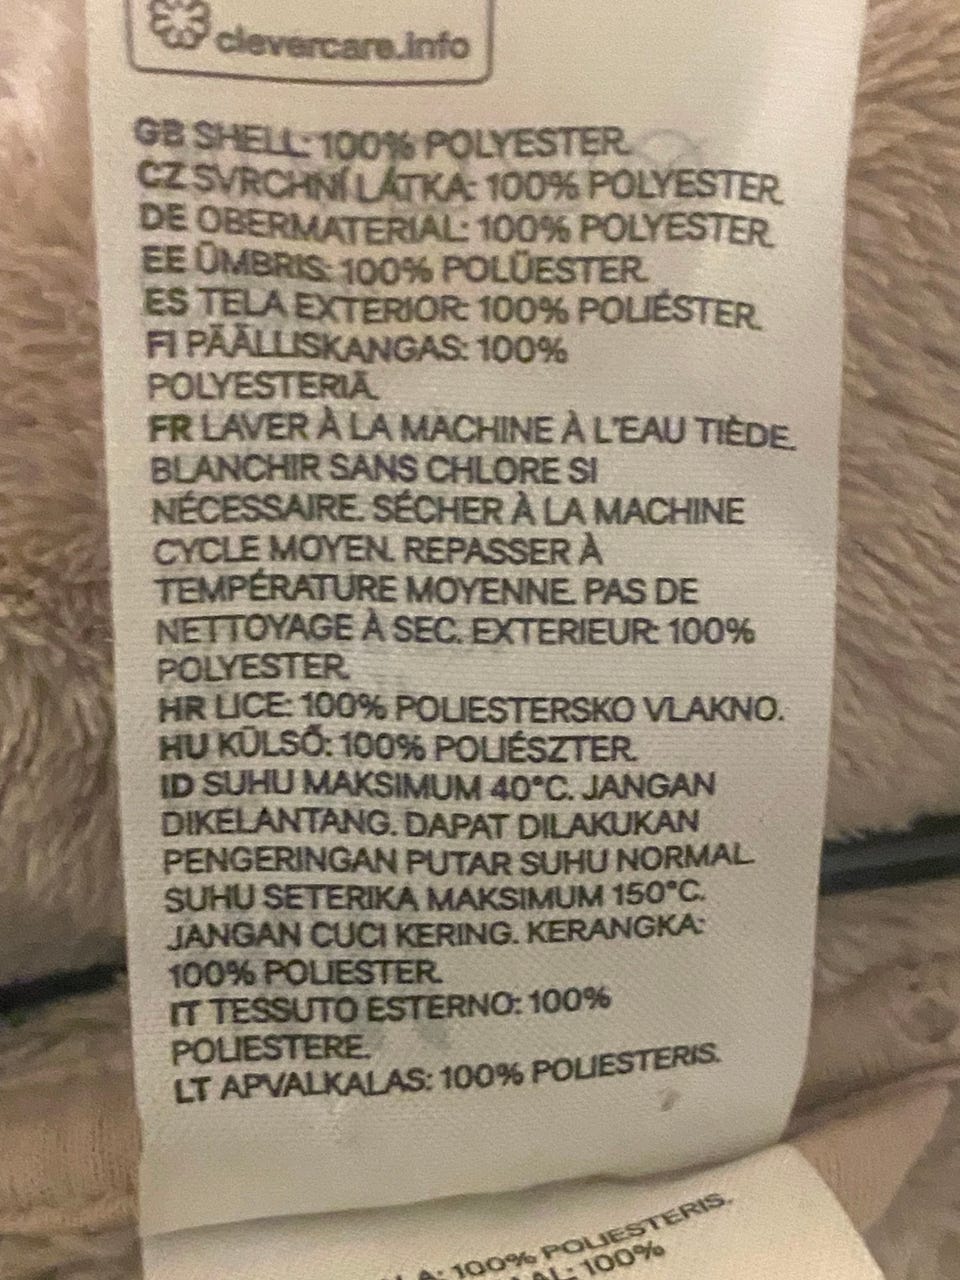 clevercare.info
GB SHELL: 100% POLYESTER.
CZ SVRCHNÍ LÁTKA: 100% POLYESTER.
DE OBERMATERIAL: 100% POLYESTER.
EE ÜMBRIS: 100% POLÜESTER.
ES TELA EXTERIOR: 100% POLIÉSTER.
FI PÄÄLLISKANGAS: 100%
POLYESTERIÄ.
FR LAVER À LA MACHINE À L'EAU TIÈDE.
BLANCHIR SANS CHLORE SI
NÉCESSAIRE. SÉCHER À LA MACHINE
CYCLE MOYEN. REPASSER À
TEMPÉRATURE MOYENNE. PAS DE
NETTOYAGE À SEC. EXTERIEUR: 100%
POLYESTER.
HR LICE: 100% POLIESTERSKO VLAKNO.
HU KÜLSŐ: 100% POLIÉSZTER.
ID SUHU MAKSIMUM 40°C. JANGAN
DIKELANTANG. DAPAT DILAKUKAN
PENGERINGAN PUTAR SUHU NORMAL.
SUHU SETERIKA MAKSIMUM 150°C.
JANGAN CUCI KERING. KERANGKA:
100% POLIESTER.
IT TESSUTO ESTERNO: 100%
POLIESTERE.
LT APVALKALAS: 100% POLIESTERIS.
100% POLIESTERIS.
100%